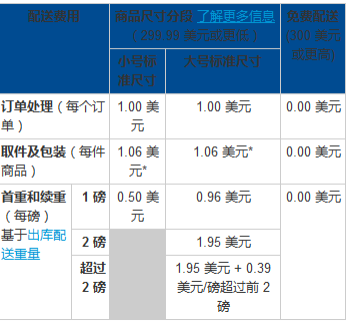 配送费用
商品尺寸分段 了解更多信息
（299.99 美元或更低）
免费配送
(300 美元
或更高)
小号标
准尺寸
大号标准尺寸
订单处理（每个订
单）
1.00 美
元
1.00 美元
0.00 美元
取件及包装（每件
商品）
1.06 美
元*
1.06 美元*
0.00 美元
首重和续重
（每磅）
基于出库配
送重量
1 磅
0.50 美
元
0.96 美元
0.00 美元
2 磅
1.95 美元
超过
2 磅
1.95 美元 + 0.39
美元/磅超过前 2
磅